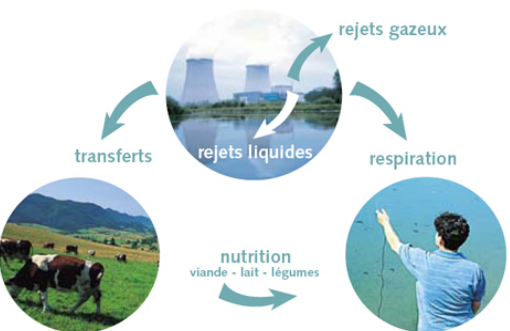 rejets gazeux
rejets liquides
transferts
respiration
nutrition
viande - lait - légumes